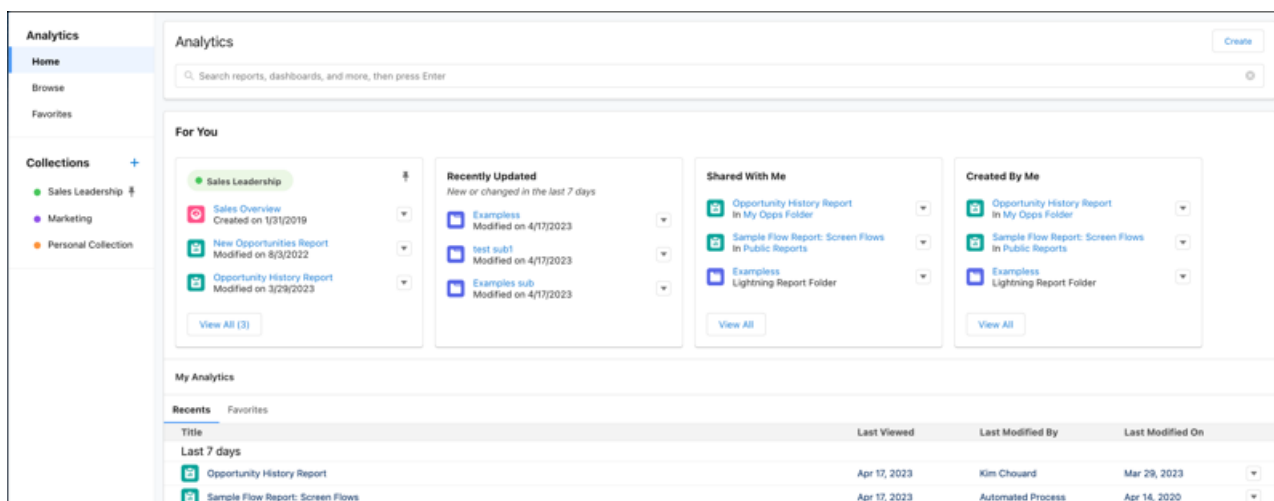 Analytics
Home
Browse
Favorites
Collections +
Sales Leadership
Marketing
Personal Collection
Analytics
Create
Search reports, dashboards, and more, then press Enter
For You
Sales Leadership
Sales Overview
Created on 1/31/2019
New Opportunities Report
Modified on 8/3/2022
Opportunity History Report
Modified on 3/29/2023
View All (3)
Recently Updated
New or changed in the last 7 days
Exampless
Modified on 4/17/2023
test sub1
Modified on 4/17/2023
Examples sub
Modified on 4/17/2023
Shared With Me
Opportunity History Report
In My Opps Folder
Sample Flow Report: Screen Flows
In Public Reports
Exampless
Lightning Report Folder
View All
Created By Me
Opportunity History Report
In My Opps Folder
Sample Flow Report: Screen Flows
In Public Reports
Exampless
Lightning Report Folder
View All
My Analytics
Recents Favorites
Title Last Viewed Last Modified By Last Modified On
Last 7 days
Opportunity History Report Apr 17, 2023 Kim Chouard Mar 29, 2023
Sample Flow Report: Screen Flows Apr 17, 2023 Automated Process Apr 14, 2020